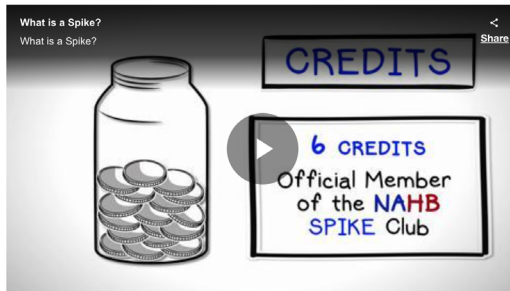 What is a Spike?
What is a Spike?
Share
CREDITS
6 CREDITS
Official Member
of the NAHB
SPIKE Club